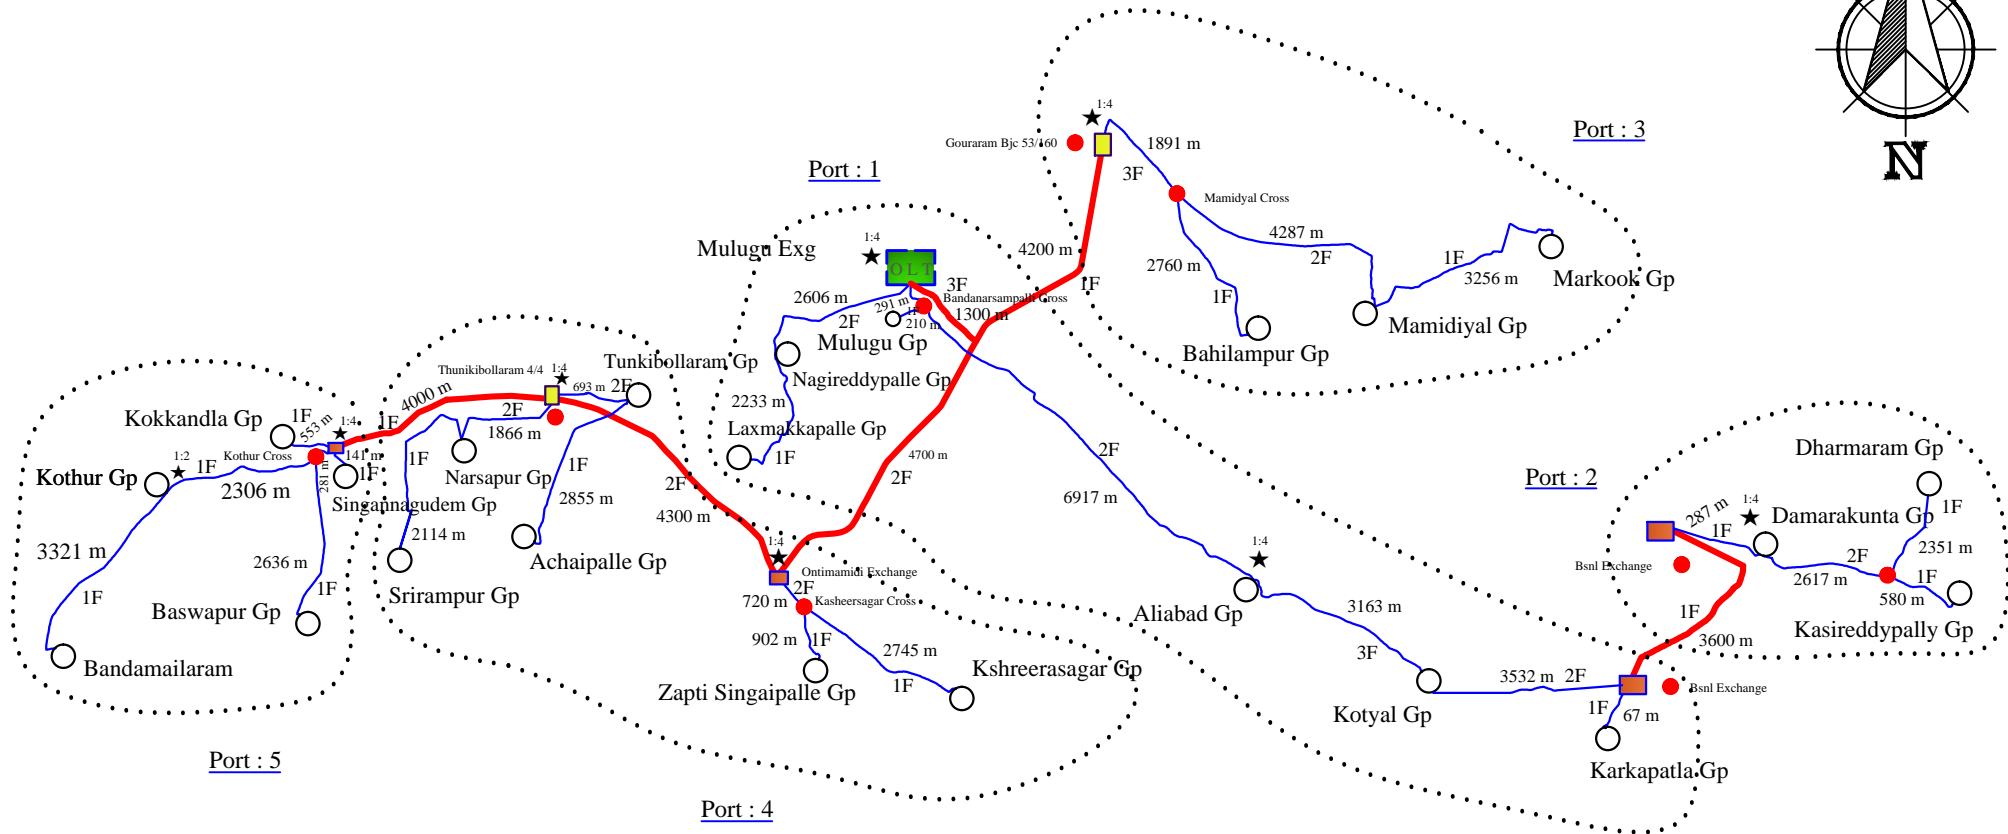 1:4
Port : 3
Gouraram Bjc 53/160
1891 m
3F
Port : 1
Mamidyal Cross
4287 m
2F
1F
3256 m
Markook Gp
2760 m
1F
Mamidiyal Gp
Bahilampur Gp
4200 m
1F
Mulugu Exg
1:4
OLT
3F
Bandanarsampalli Cross
1300 m
2606 m
2F
291 m
1F
210 m
Mulugu Gp
Nagireddypalle Gp
2233 m
Laxmakkapalle Gp
1F
4700 m
2F
Tunkibollaram Gp
Thunikibollaram 4/4
1:4
693 m
2F
4000 m
1F
2F
1866 m
Kokkandla Gp
1F
553 m
1:4
Kothur Cross
141 m
1F
281 m
Kothur Gp
1:2
1F
2306 m
Singannagudem Gp
Narsapur Gp
1F
1F
2855 m
2114 m
Achaipalle Gp
Srirampur Gp
3321 m
1F
2636 m
1F
Baswapur Gp
Bandamailaram
Port : 5
2F
4300 m
1:4
Ontimamidi Exchange
2F
720 m
Kasheersagar Cross
902 m
1F
2745 m
1F
Kshreerasagar Gp
Zapti Singaipalle Gp
Port : 4
2F
6917 m
1:4
Aliabad Gp
3163 m
3F
Kotyal Gp
3532 m
2F
Bsnl Exchange
1F
67 m
Karkapatla Gp
Port : 2
Dharmaram Gp
287 m
1F
1:4
Damarakunta Gp
1F
2351 m
Bsnl Exchange
2F
2617 m
1F
580 m
Kasireddypally Gp
1F
3600 m
N